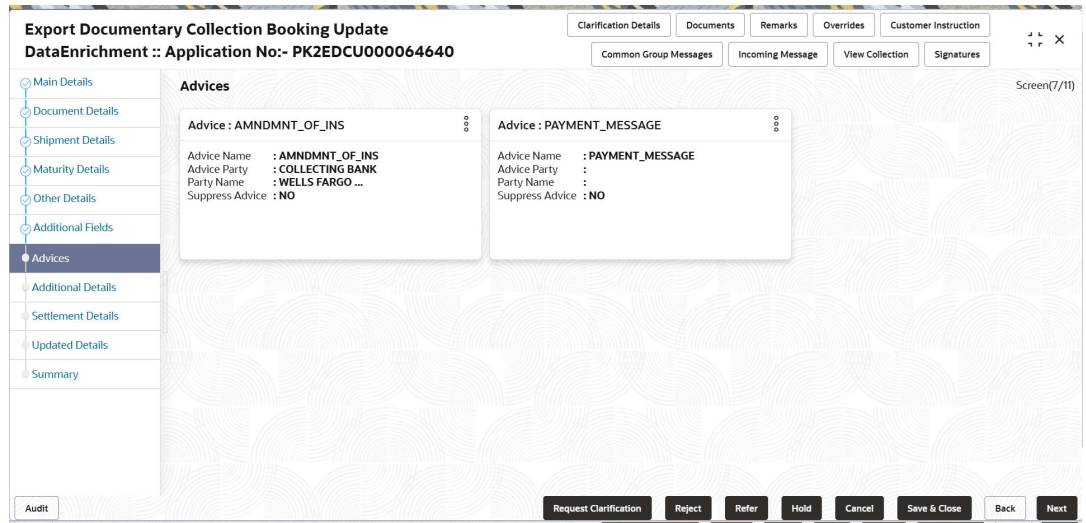 Export Documentary Collection Booking Update
DataEnrichment :: Application No:- PK2EDCU000064640
Clarification Details
Documents
Remarks
Overrides
Customer Instruction
Common Group Messages
Incoming Message
View Collection
Signatures
Main Details
Document Details
Shipment Details
Maturity Details
Other Details
Additional Fields
Advices
Additional Details
Settlement Details
Updated Details
Summary
Advices
Screen(7/11)
Advice : AMNDMNT_OF_INS
Advice Name : AMNDMNT_OF_INS
Advice Party : COLLECTING BANK
Party Name : WELLS FARGO ...
Suppress Advice : NO
Advice : PAYMENT_MESSAGE
Advice Name : PAYMENT_MESSAGE
Advice Party :
Party Name :
Suppress Advice : NO
Audit
Request Clarification
Reject
Refer
Hold
Cancel
Save & Close
Back
Next